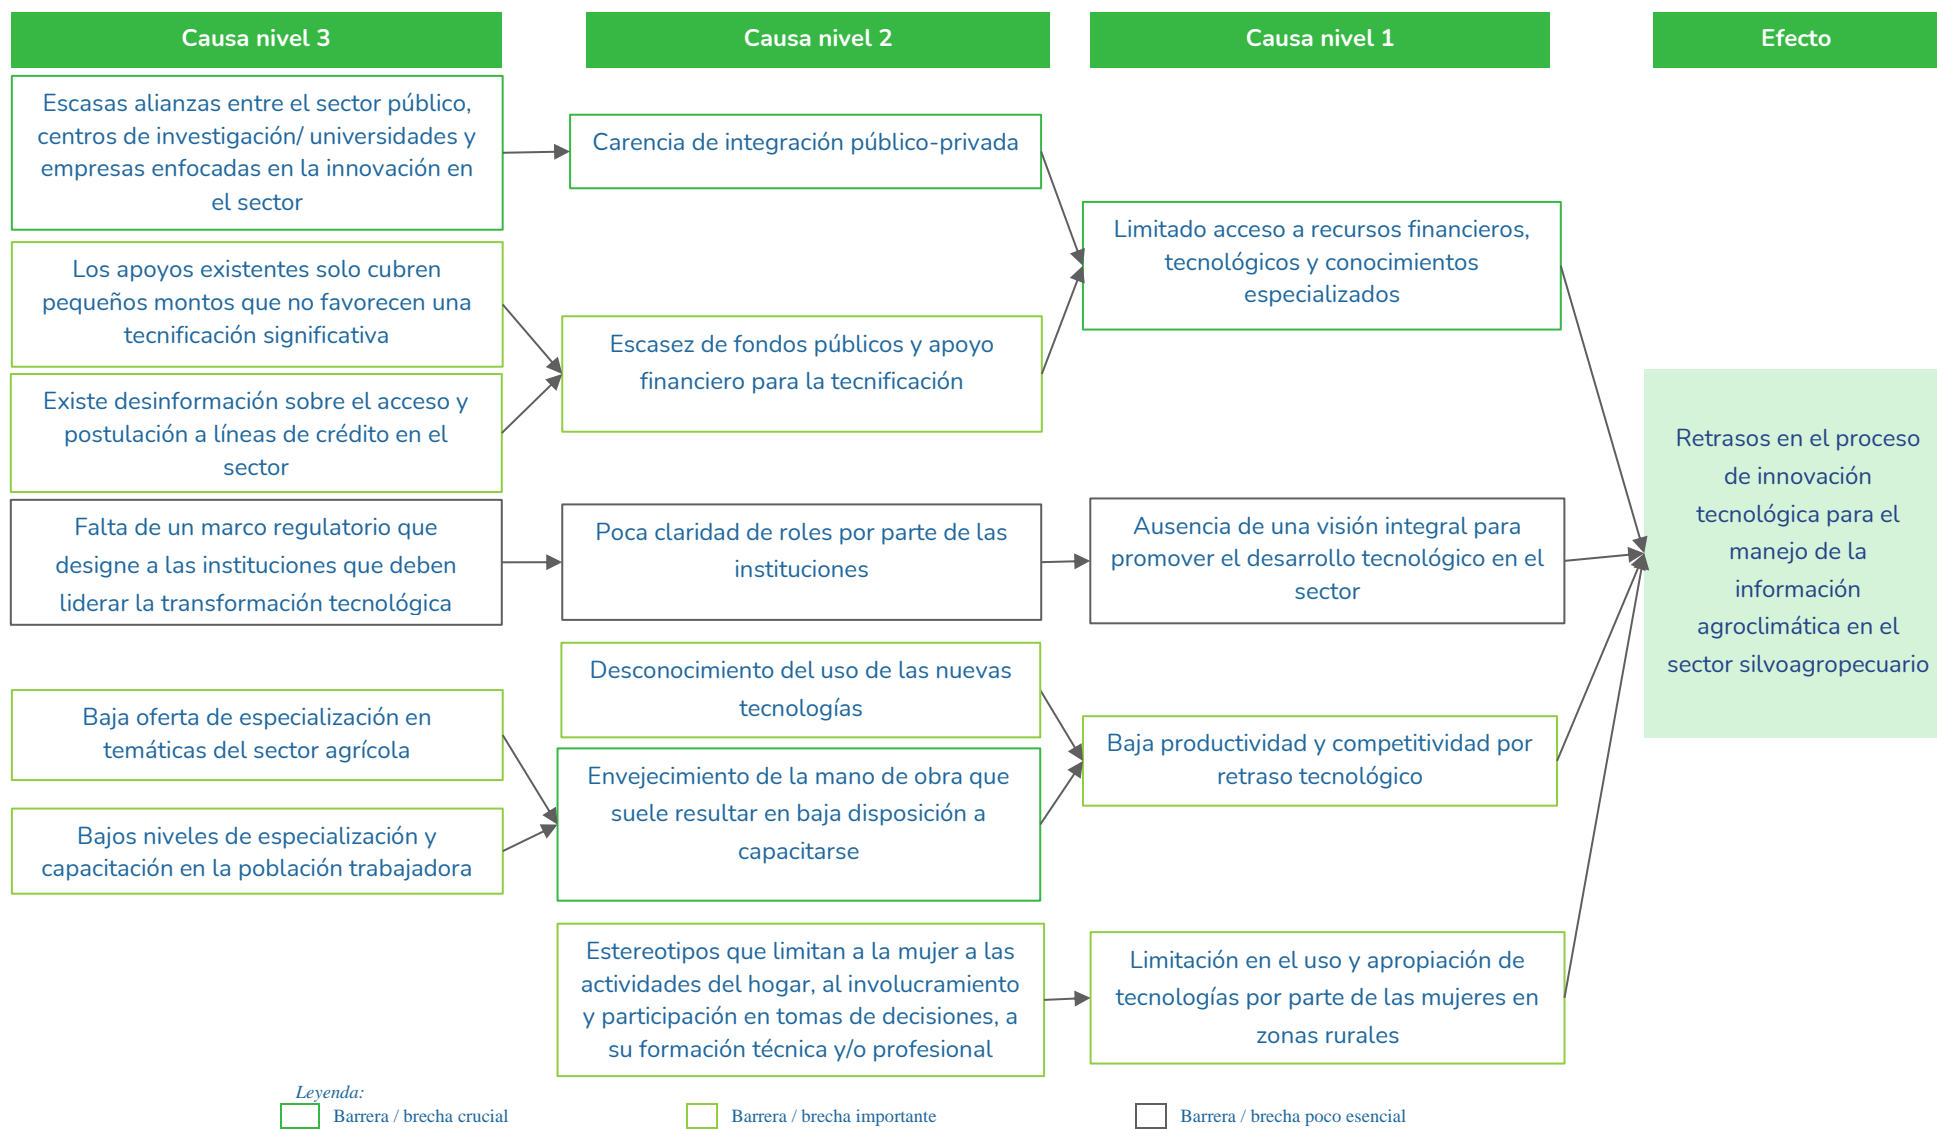 Causa nivel 3
Causa nivel 2
Causa nivel 1
Efecto
Escasas alianzas entre el sector público,
centros de investigación/ universidades y
empresas enfocadas en la innovación en
el sector
Los apoyos existentes solo cubren
pequeños montos que no favorecen una
tecnificación significativa
Existe desinformación sobre el acceso y
postulación a líneas de crédito en el
sector
Falta de un marco regulatorio que
designe a las instituciones que deben
liderar la transformación tecnológica
Baja oferta de especialización en
temáticas del sector agrícola
Bajos niveles de especialización y
capacitación en la población trabajadora
Carencia de integración público-privada
Escasez de fondos públicos y apoyo
financiero para la tecnificación
Poca claridad de roles por parte de las
instituciones
Desconocimiento del uso de las nuevas
tecnologías
Envejecimiento de la mano de obra que
suele resultar en baja disposición a
capacitarse
Estereotipos que limitan a la mujer a las
actividades del hogar, al involucramiento
y participación en tomas de decisiones, a
su formación técnica y/o profesional
Limitado acceso a recursos financieros,
tecnológicos y conocimientos
especializados
Ausencia de una visión integral para
promover el desarrollo tecnológico en el
sector
Baja productividad y competitividad por
retraso tecnológico
Limitación en el uso y apropiación de
tecnologías por parte de las mujeres en
zonas rurales
Retrasos en el proceso
de innovación
tecnológica para el
manejo de la
información
agroclimática en el
sector silvoagropecuario
Leyenda:
Barrera / brecha crucial
Barrera / brecha importante
Barrera / brecha poco esencial